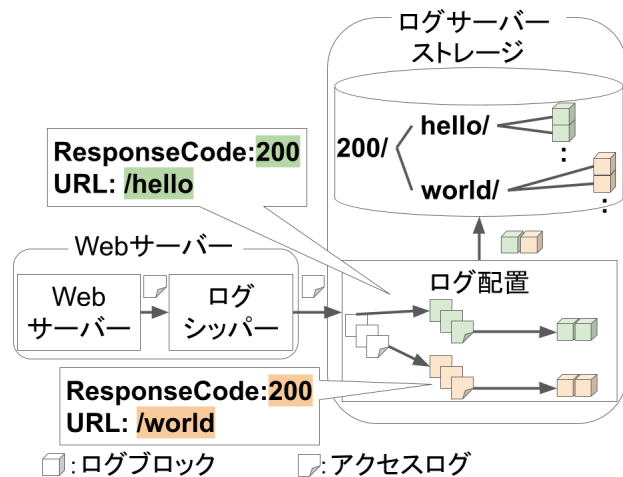 ログサーバー
ストレージ
200/
hello/
:
world/
:
ResponseCode:200
URL: /hello
Webサーバー
Web
サーバー
ログ
シッパー
ログ配置
ResponseCode:200
URL: /world
:ログブロック
:アクセスログ